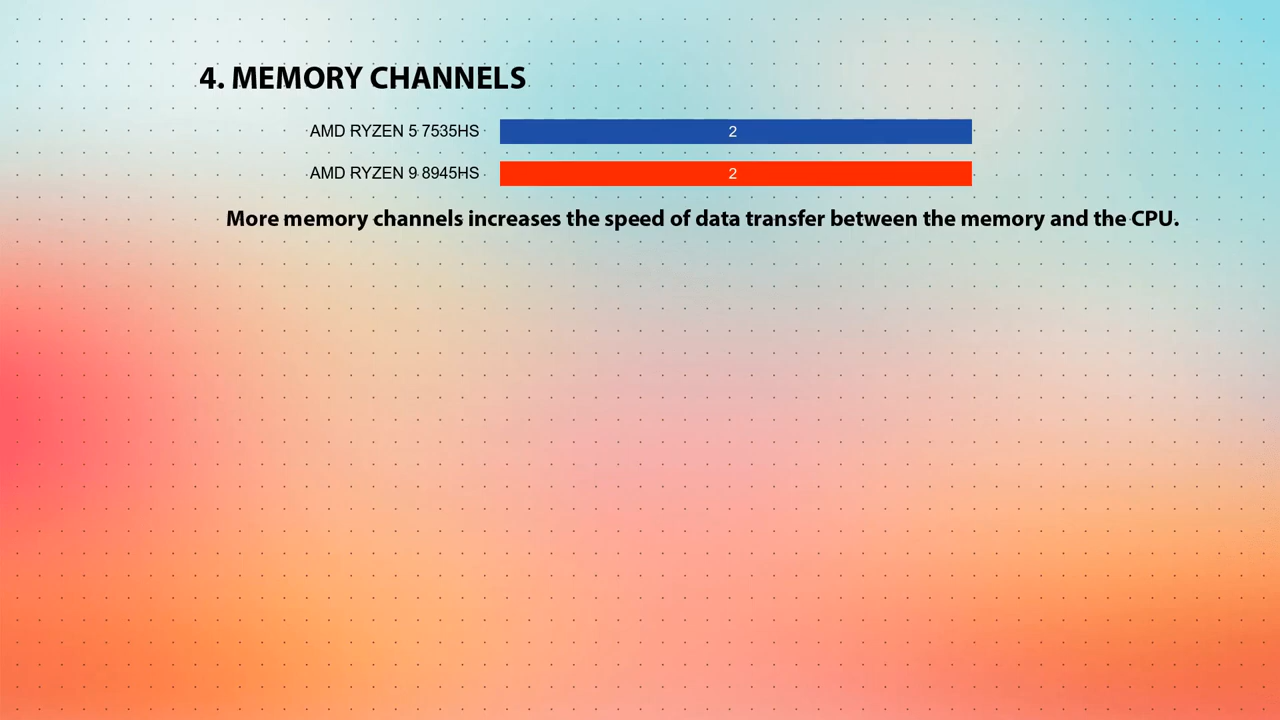 4. MEMORY CHANNELS
AMD RYZEN 5 7535HS 2
AMD RYZEN 9 8945HS 2
More memory channels increases the speed of data transfer between the memory and the CPU.